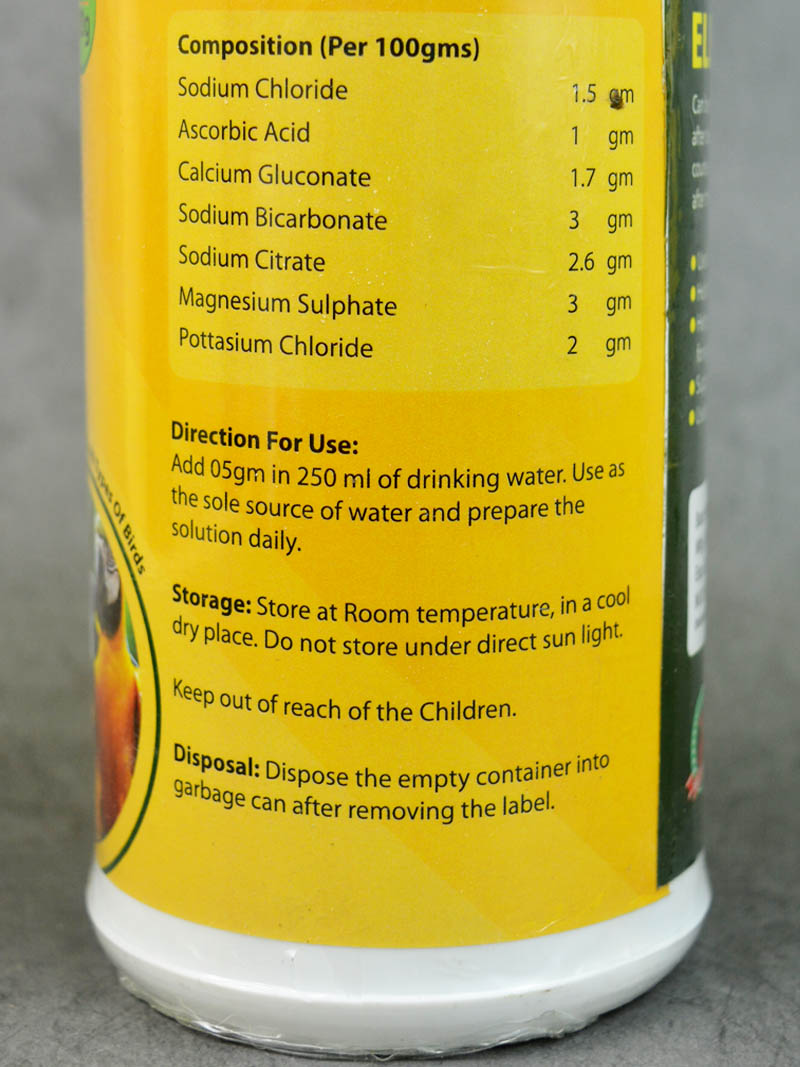 Composition (Per 100gms)
Sodium Chloride 1.5 gm
Ascorbic Acid 1 gm
Calcium Gluconate 1.7 gm
Sodium Bicarbonate 3 gm
Sodium Citrate 2.6 gm
Magnesium Sulphate 3 gm
Pottasium Chloride 2 gm
Direction For Use:
Add 05gm in 250 ml of drinking water. Use as
the sole source of water and prepare the
solution daily.
Storage: Store at Room temperature, in a cool
dry place. Do not store under direct sun light.
Keep out of reach of the Children.
Disposal: Dispose the empty container into
garbage can after removing the label.
Of Birds
EL